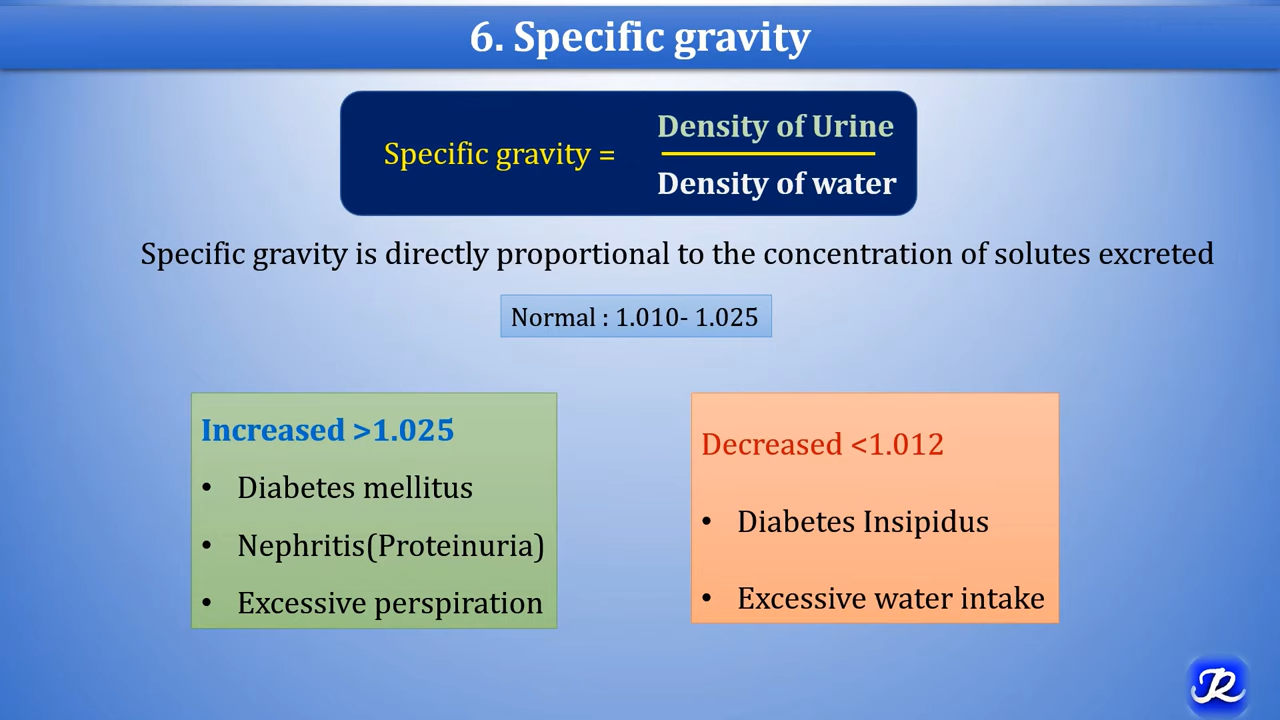 6. Specific gravity
Specific gravity =
Density of Urine
Density of water
Specific gravity is directly proportional to the concentration of solutes excreted
Normal : 1.010- 1.025
Increased >1.025
• Diabetes mellitus
• Nephritis(Proteinuria)
• Excessive perspiration
Decreased <1.012
• Diabetes Insipidus
• Excessive water intake
JR